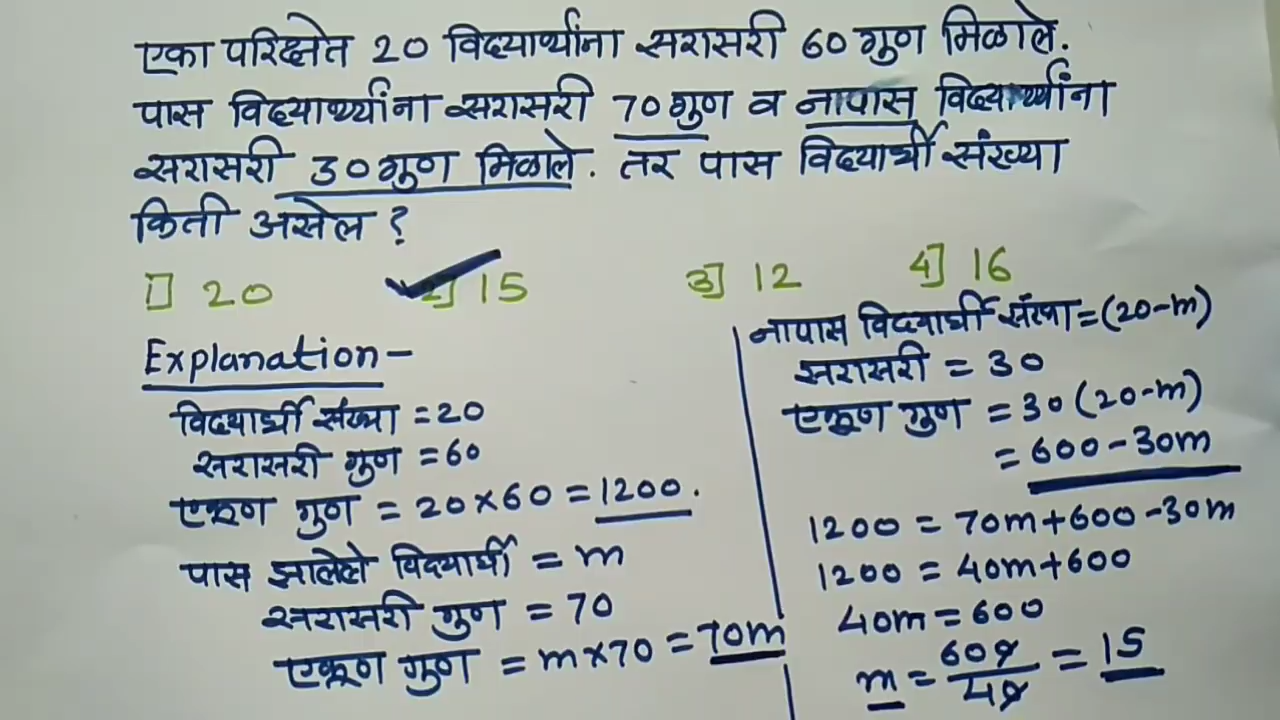 एका परिक्षेत 20 विद्यार्थ्यांना सरासरी 60 गुण मिळाले.
पास विद्यार्थ्यांना सरासरी 70 गुण व नापास विद्यार्थ्यांना
सरासरी 30 गुण मिळाले. तर पास विद्यार्थी संख्या
किती असेल ?
1] 20 2] 15 3] 12 4] 16
Explanation –
विद्यार्थी संख्या = 20
सरासरी गुण = 60
एकूण गुण = 20 × 60 = 1200.
पास झालेले विद्यार्थी = m
सरासरी गुण = 70
एकूण गुण = m × 70 = 70m
नापास विद्यार्थी संख्या = (20-m)
सरासरी = 30
एकूण गुण = 30 (20-m)
= 600 - 30m
1200 = 70m + 600 - 30m
1200 = 40m + 600
40m = 600
m = 600/40 = 15